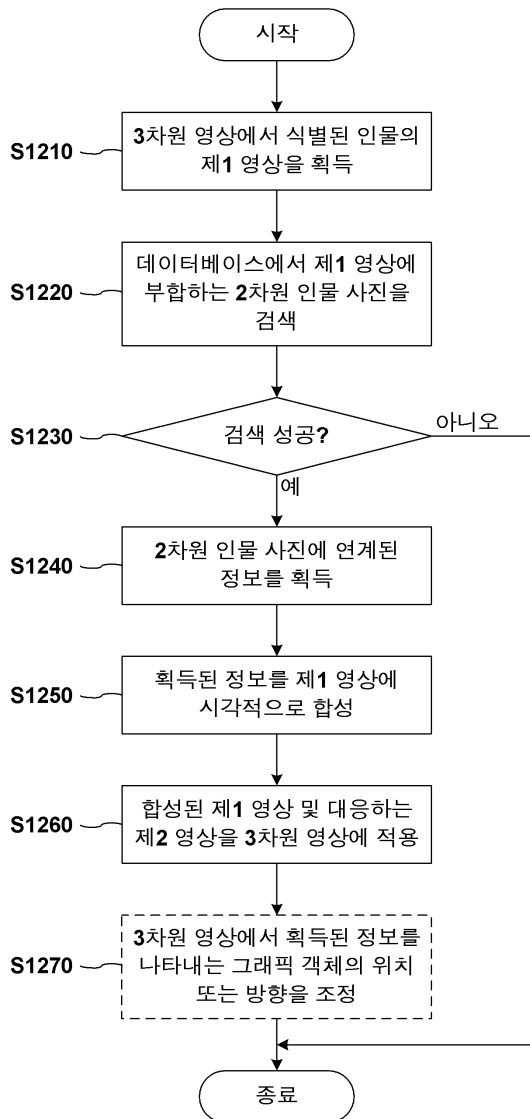 시작
S1210
3차원 영상에서 식별된 인물의
제1 영상을 획득
S1220
데이터베이스에서 제1 영상에
부합하는 2차원 인물 사진을
검색
S1230
검색 성공?
아니오
예
S1240
2차원 인물 사진에 연계된
정보를 획득
S1250
획득된 정보를 제1 영상에
시각적으로 합성
S1260
합성된 제1 영상 및 대응하는
제2 영상을 3차원 영상에 적용
S1270
3차원 영상에서 획득된 정보를
나타내는 그래픽 객체의 위치
또는 방향을 조정
종료